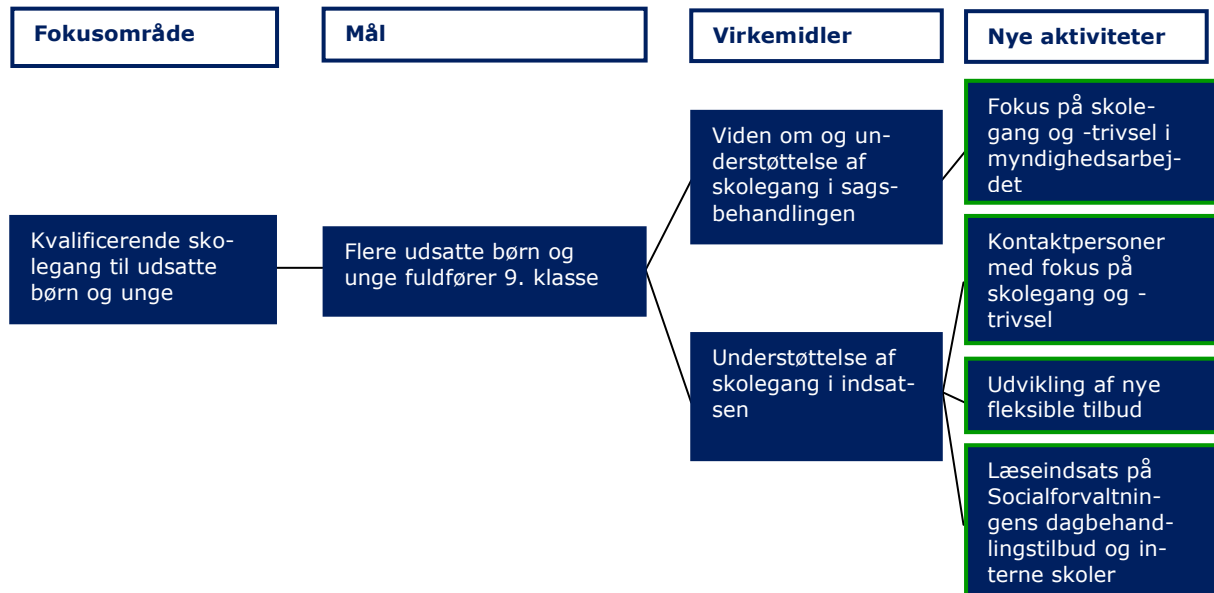 Fokusområde
Mål
Virkemidler
Nye aktiviteter
Kvalificerende sko-
legang til udsatte
børn og unge
Flere udsatte børn og
unge fuldfører 9. klasse
Viden om og un-
derstøttelse af
skolegang i sags-
behandlingen
Understøttelse af
skolegang i indsat-
sen
Fokus på skole-
gang og -trivsel i
myndighedsarbej-
det
Kontaktpersoner
med fokus på
skolegang og -
trivsel
Udvikling af nye
fleksible tilbud
Læseindsats på
Socialforvaltnin-
gens dagbehand-
lingstilbud og in-
terne skoler